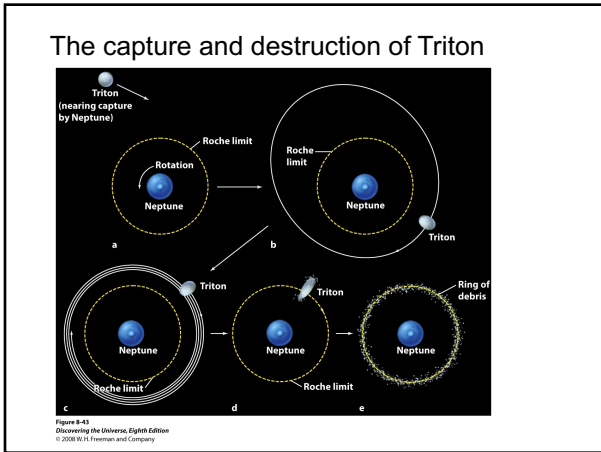 The capture and destruction of Triton
Triton
(nearing capture
by Neptune)
Roche limit
Rotation
Neptune
a
Roche
limit
Neptune
Triton
b
Triton
Neptune
Roche limit
c
Triton
Neptune
Roche limit
d
Ring of
debris
Neptune
e
Figure 8-43
Discovering the Universe, Eighth Edition
© 2008 W. H. Freeman and Company